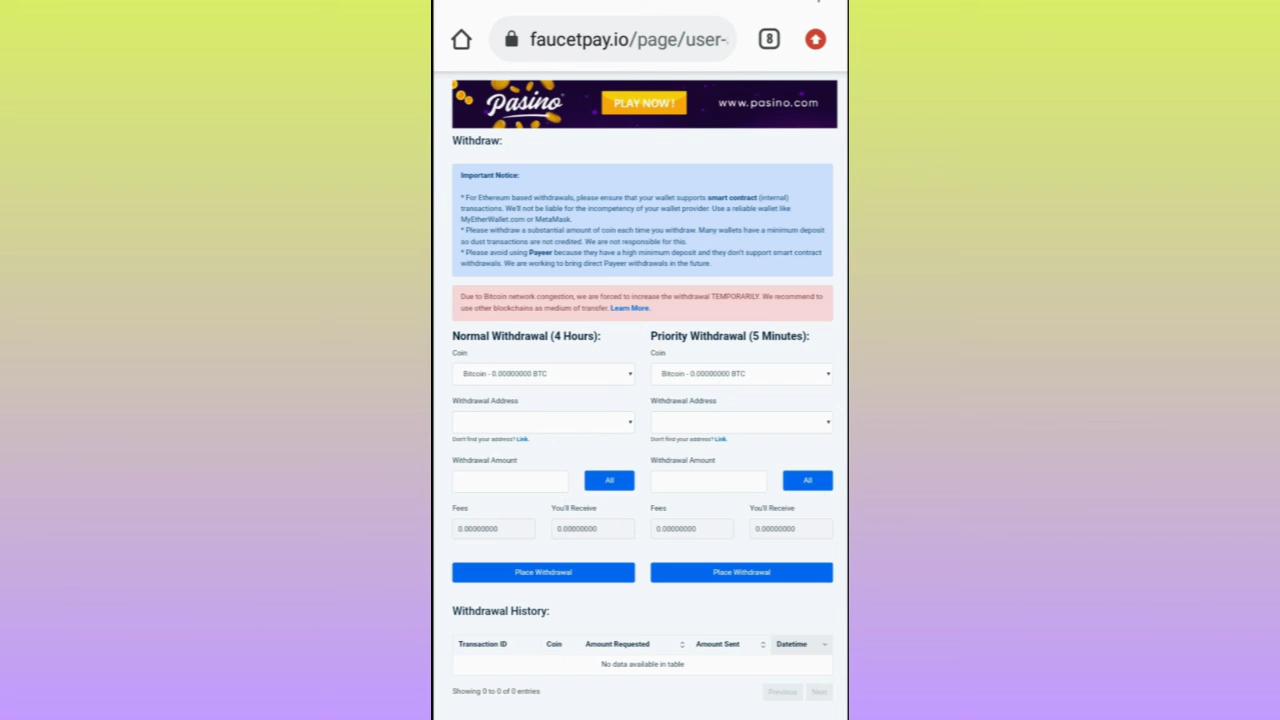 faucetpay.io/page/user-
8
Pasino
PLAY NOW!
www.pasino.com
Withdraw:
Important Notice:
* For Ethereum based withdrawals, please ensure that your wallet supports smart contract (internal)
transactions. We'll not be liable for the incompetency of your wallet provider. Use a reliable wallet like
MyEtherWallet.com or MetaMask.
* Please withdraw a substantial amount of coin each time you withdraw. Many wallets have a minimum deposit
so dust transactions are not credited. We are not responsible for this.
* Please avoid using Payeer because they have a high minimum deposit and they don't support smart contract
withdrawals. We are working to bring direct Payeer withdrawals in the future.
Due to Bitcoin network congestion, we are forced to increase the withdrawal TEMPORARILY. We recommend to
use other blockchains as medium of transfer. Learn More.
Normal Withdrawal (4 Hours):
Coin
Bitcoin - 0.00000000 BTC
Withdrawal Address
Don't find your address? Link.
Withdrawal Amount
All
Fees
You'll Receive
0.00000000
0.00000000
Place Withdrawal
Priority Withdrawal (5 Minutes):
Coin
Bitcoin - 0.00000000 BTC
Withdrawal Address
Don't find your address? Link.
Withdrawal Amount
All
Fees
You'll Receive
0.00000000
0.00000000
Place Withdrawal
Withdrawal History:
Transaction ID Coin Amount Requested Amount Sent Datetime
No data available in table
Showing 0 to 0 of 0 entries
Previous Next